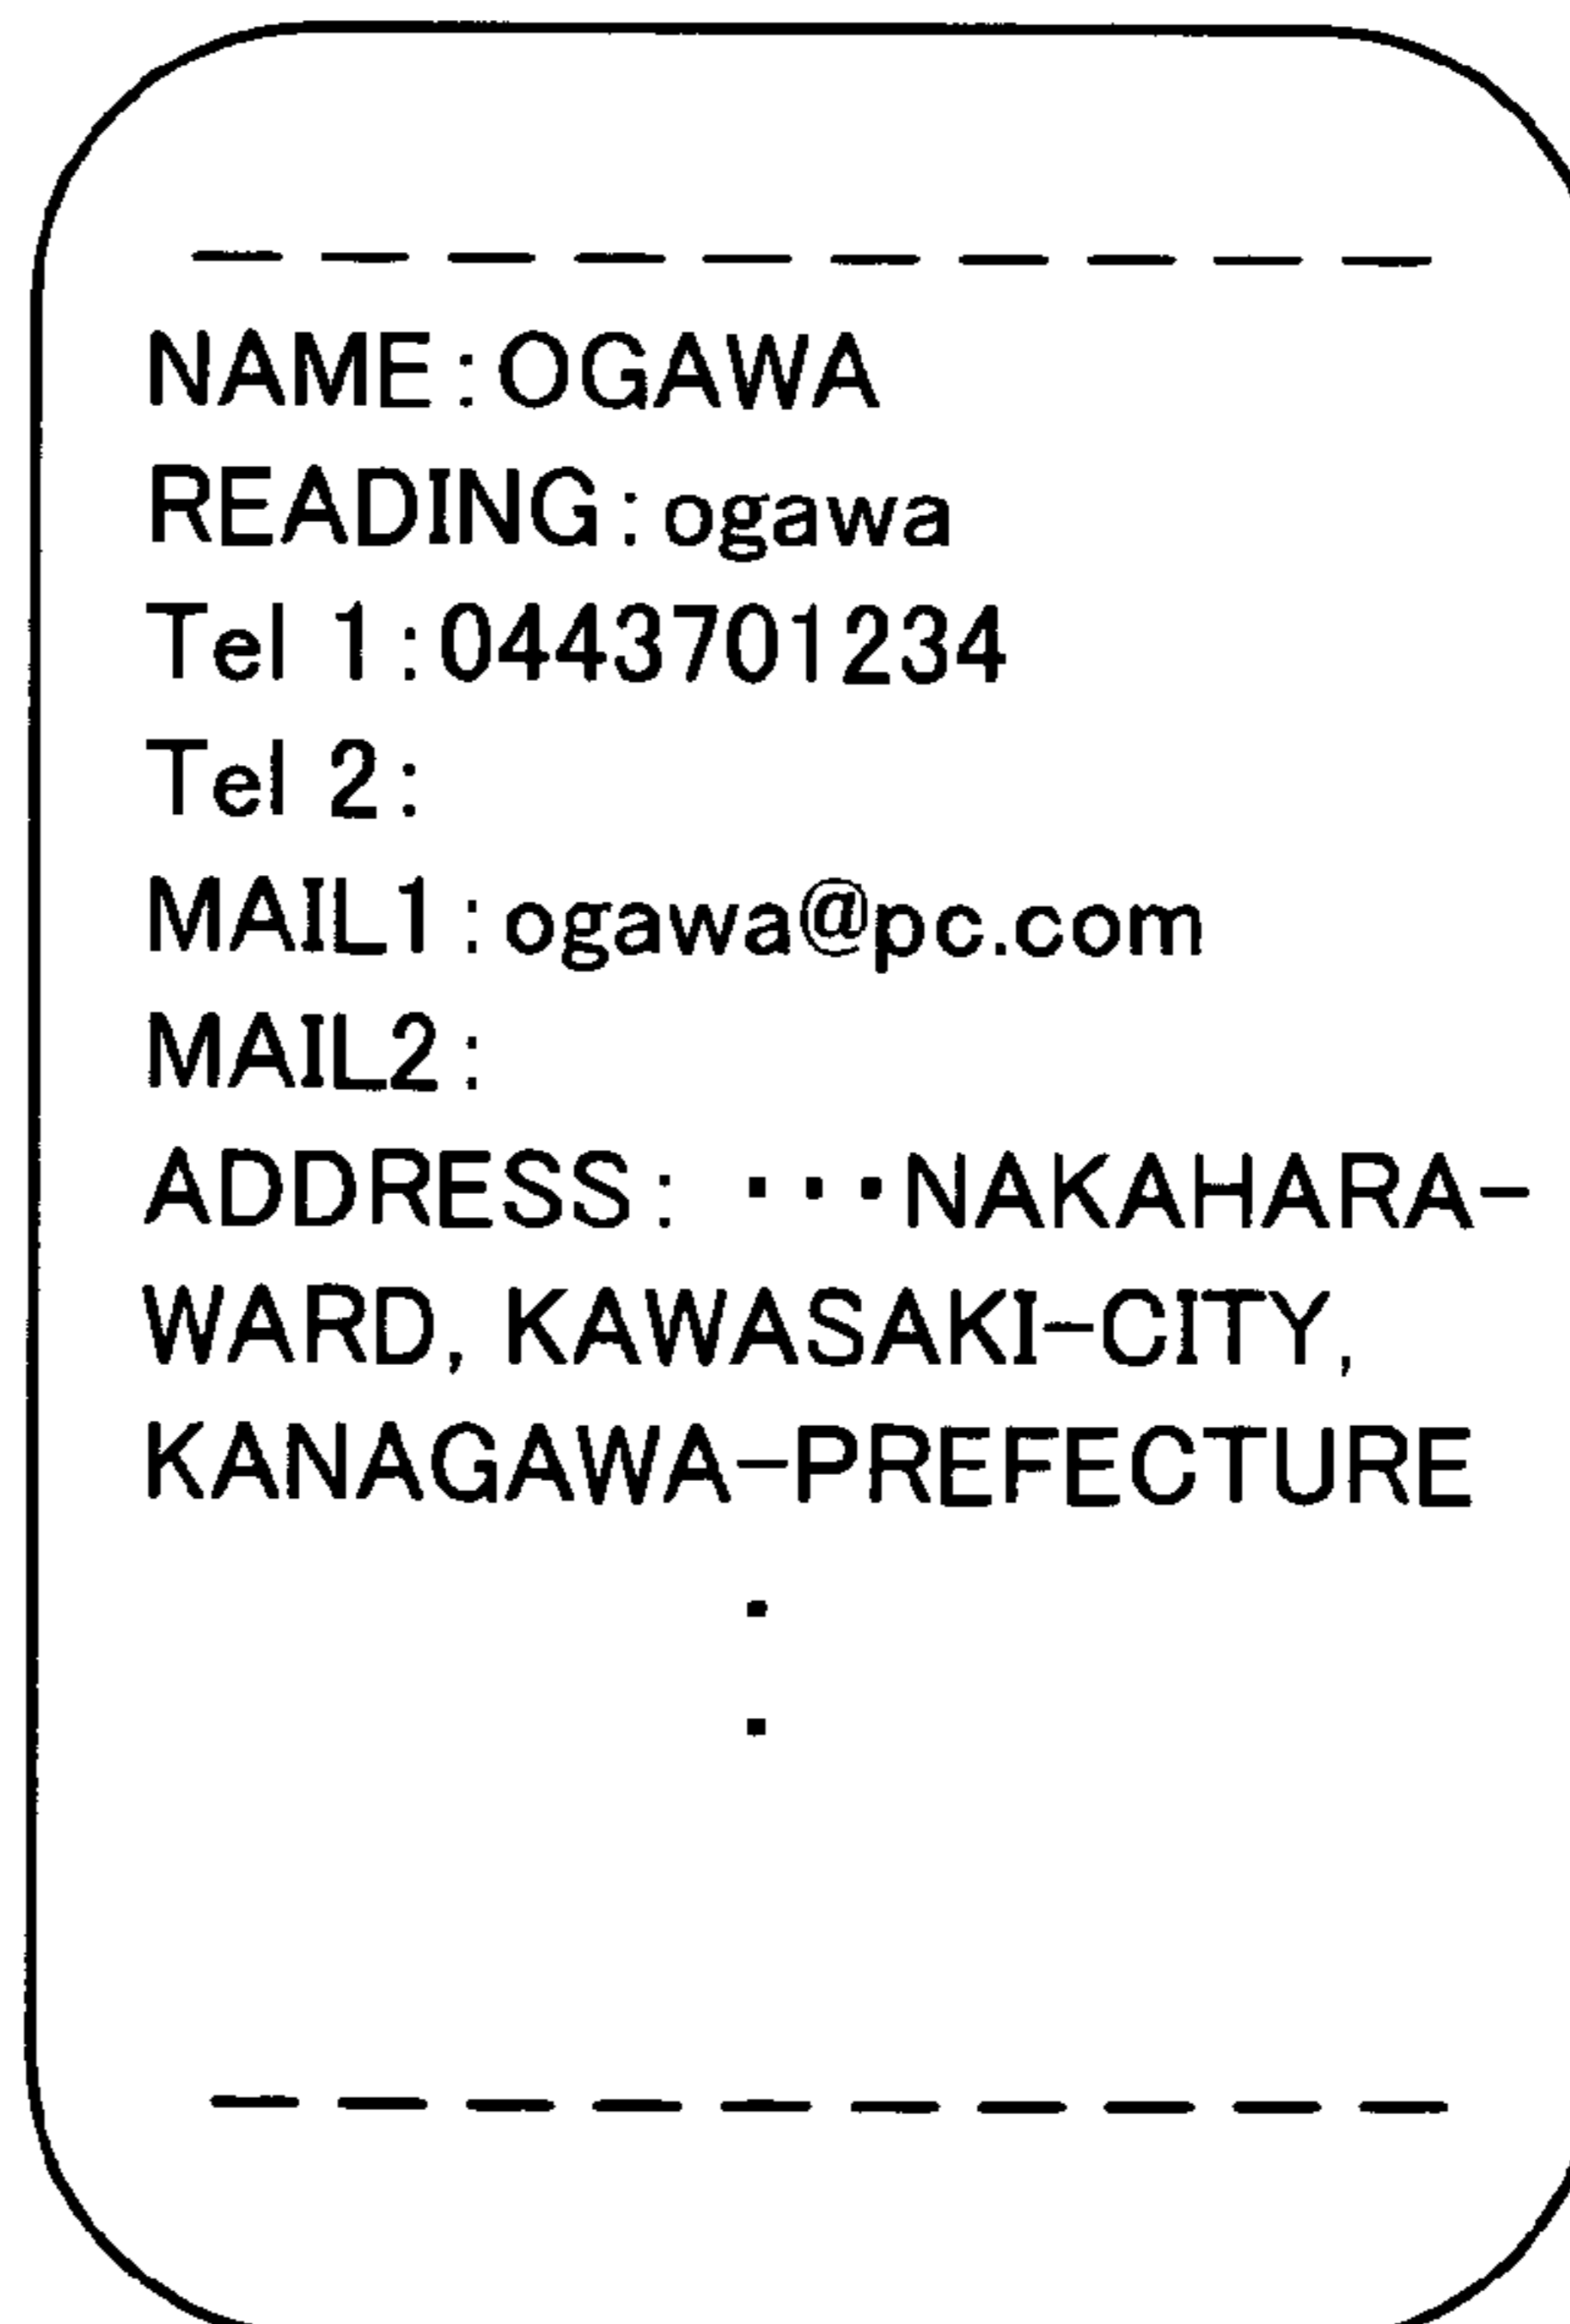 NAME:OGAWA
READING:ogawa
Tel 1:0443701234
Tel 2:
MAIL1:ogawa@pc.com
MAIL2:
ADDRESS: ···NAKAHARA-
WARD, KAWASAKI-CITY,
KANAGAWA-PREFECTURE